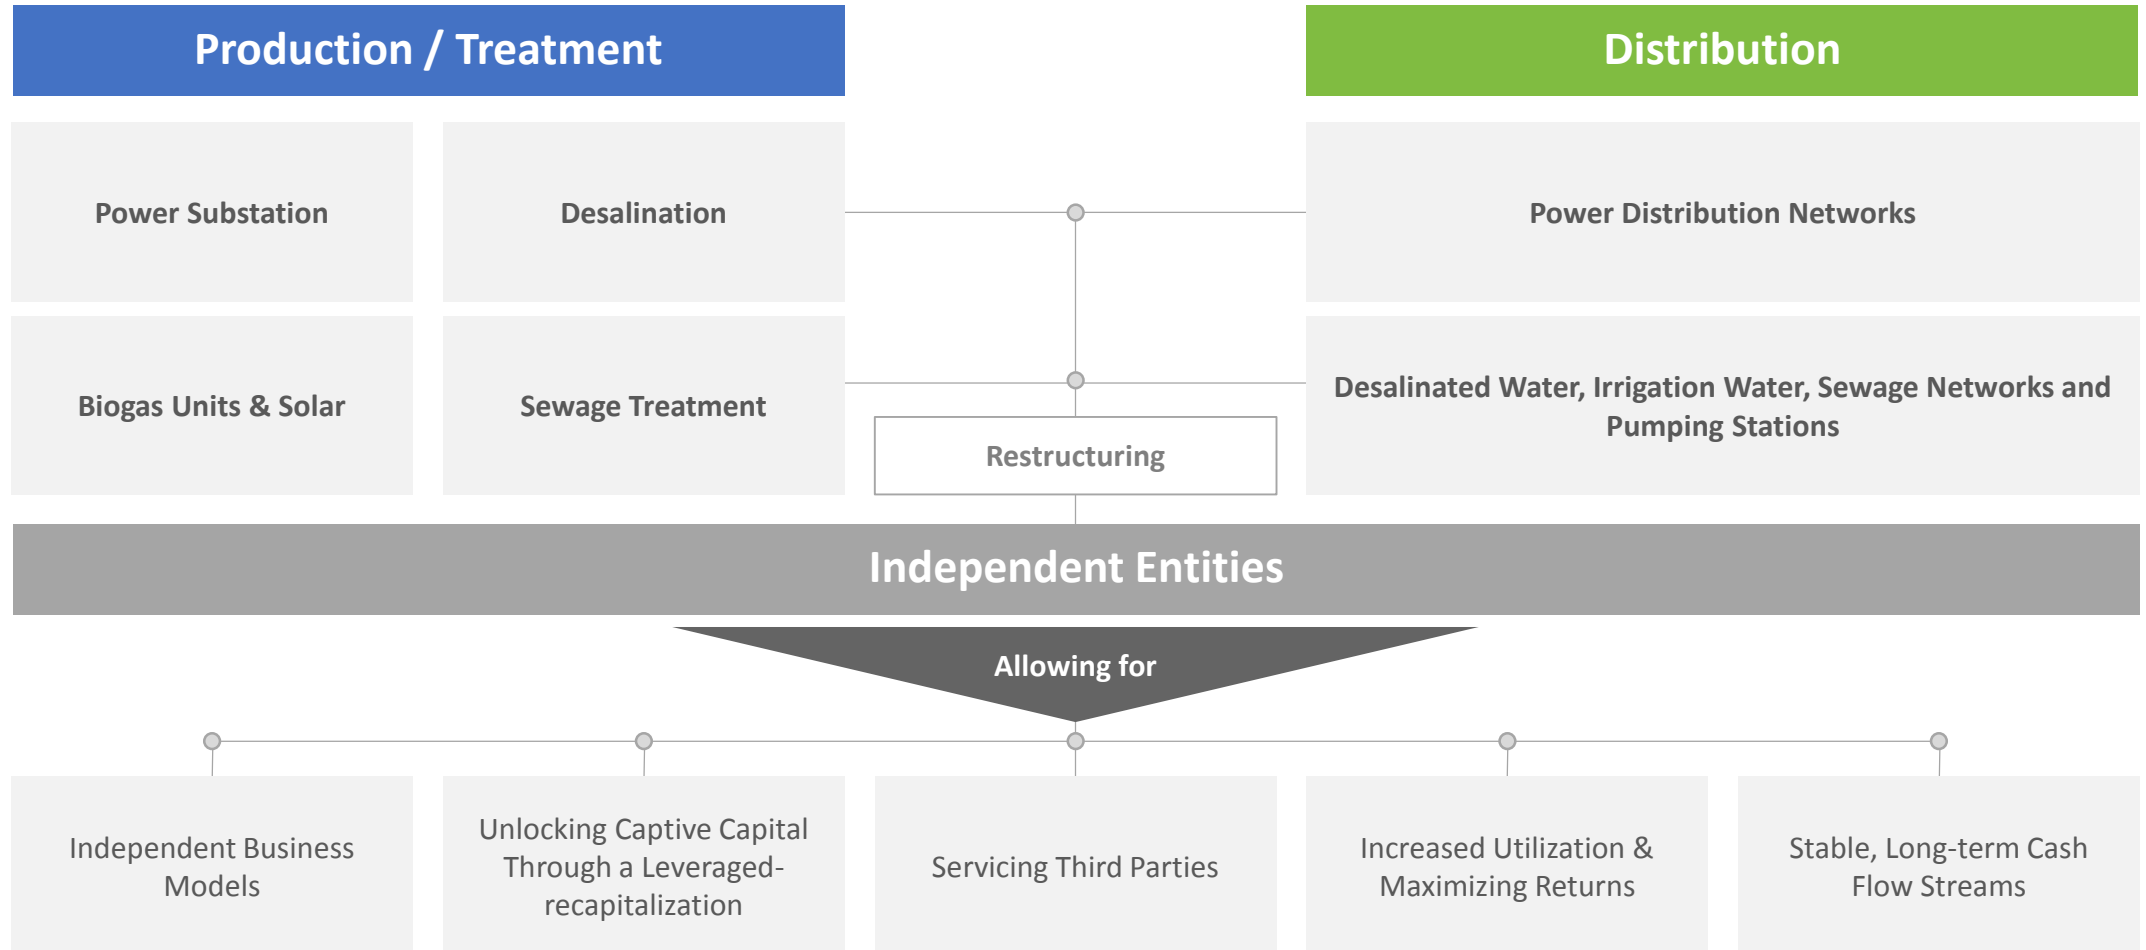 Production / Treatment
Distribution
Power Substation
Desalination
Power Distribution Networks
Biogas Units & Solar
Sewage Treatment
Desalinated Water, Irrigation Water, Sewage Networks and
Pumping Stations
Restructuring
Independent Entities
Allowing for
Independent Business
Models
Unlocking Captive Capital
Through a Leveraged-
recapitalization
Servicing Third Parties
Increased Utilization &
Maximizing Returns
Stable, Long-term Cash
Flow Streams